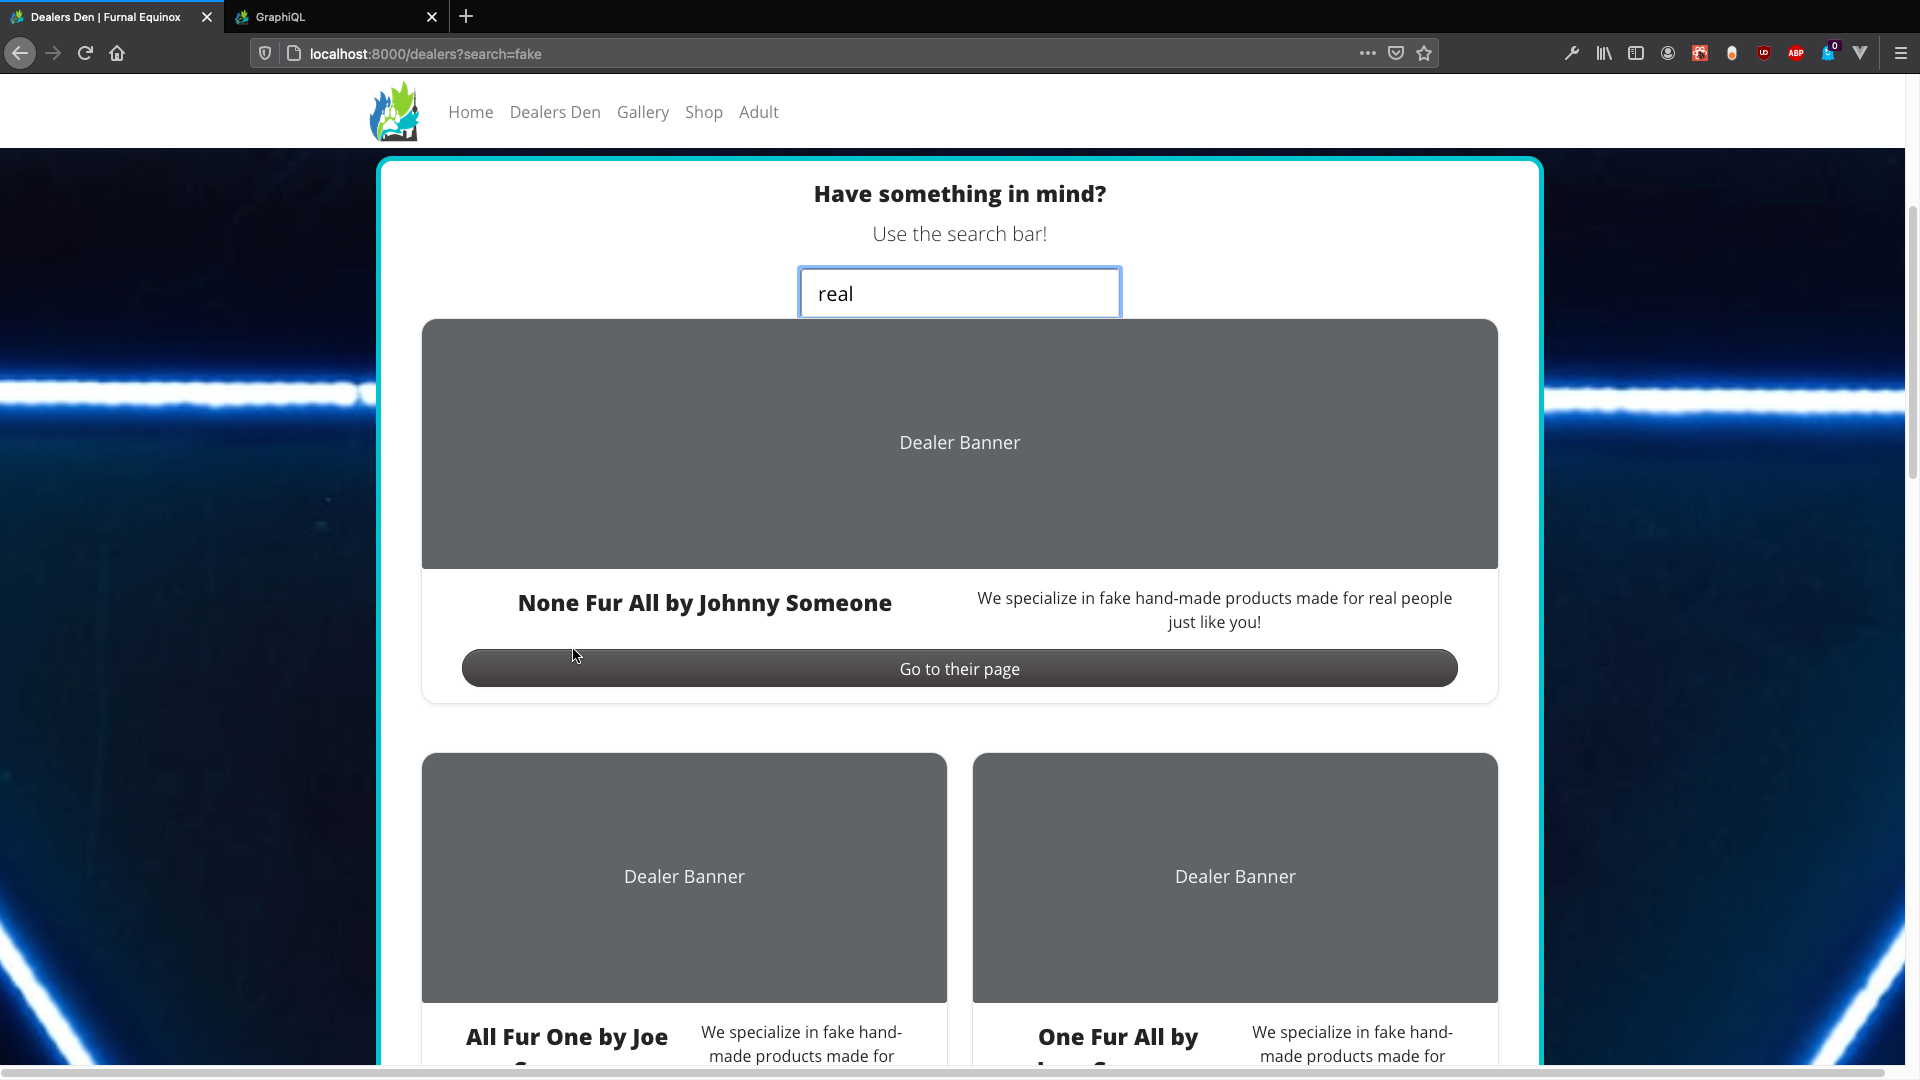 Dealers Den | Furnal Equinox
GraphiQL
localhost:8000/dealers?search=fake
UO
ABP
0
Home Dealers Den Gallery Shop Adult
Have something in mind?
Use the search bar!
real
Dealer Banner
None Fur All by Johnny Someone
We specialize in fake hand-made products made for real people
just like you!
Go to their page
Dealer Banner
All Fur One by Joe
We specialize in fake hand-
made products made for
Dealer Banner
One Fur All by
We specialize in fake hand-
made products made for